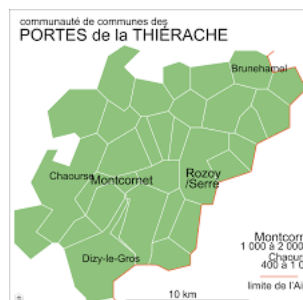 communauté de communes des
PORTES de la THIÉRACHE
Brunehamel
Chaourse
Montcornet
Rozoy
/Serre
Dizy-le-Gros
Montcorn
1 000 à 2 000
Chaour
400 à 1 0
limite de l'Ai
10 km